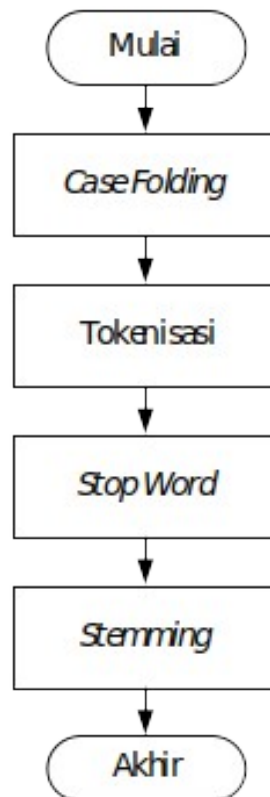 Mulai
Case Folding
Tokenisasi
Stop Word
Stemming
Akhir